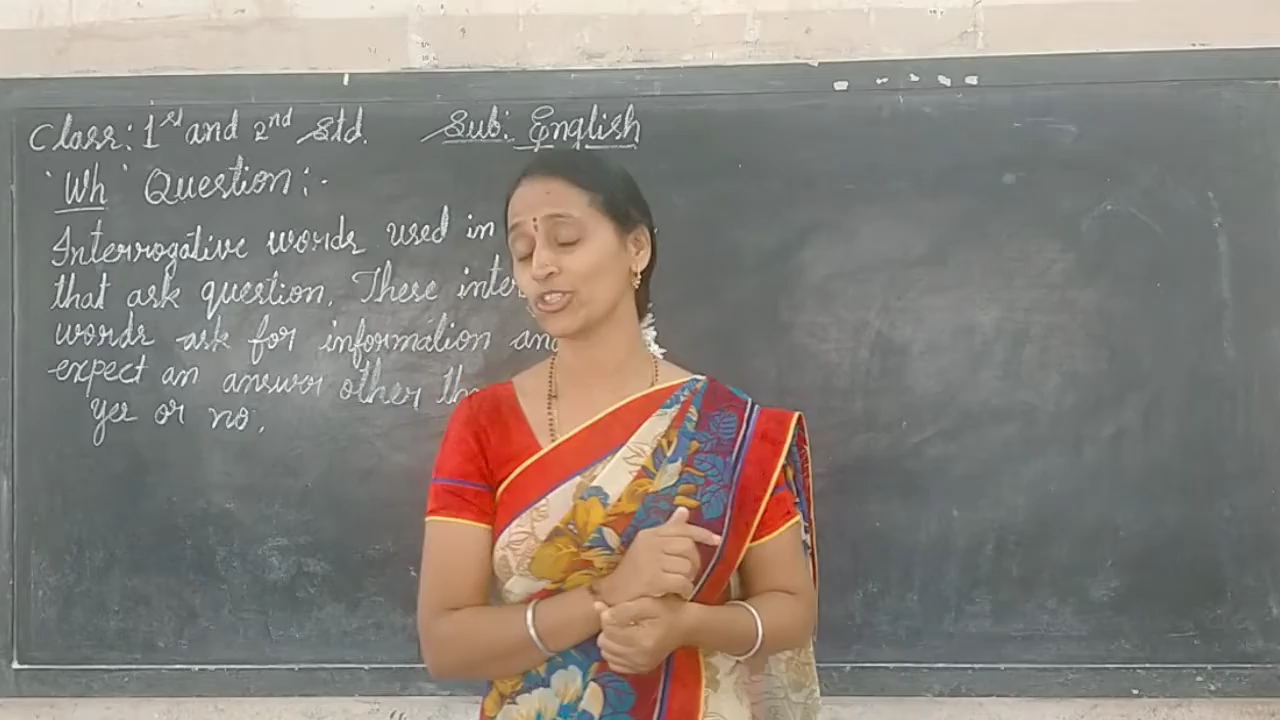 Class: 1st and 2nd Std. Sub: English
'Wh' Question:-
Interrogative words used in
that ask question. These inter
words ask for information and
expect an answer other tha
yes or no.